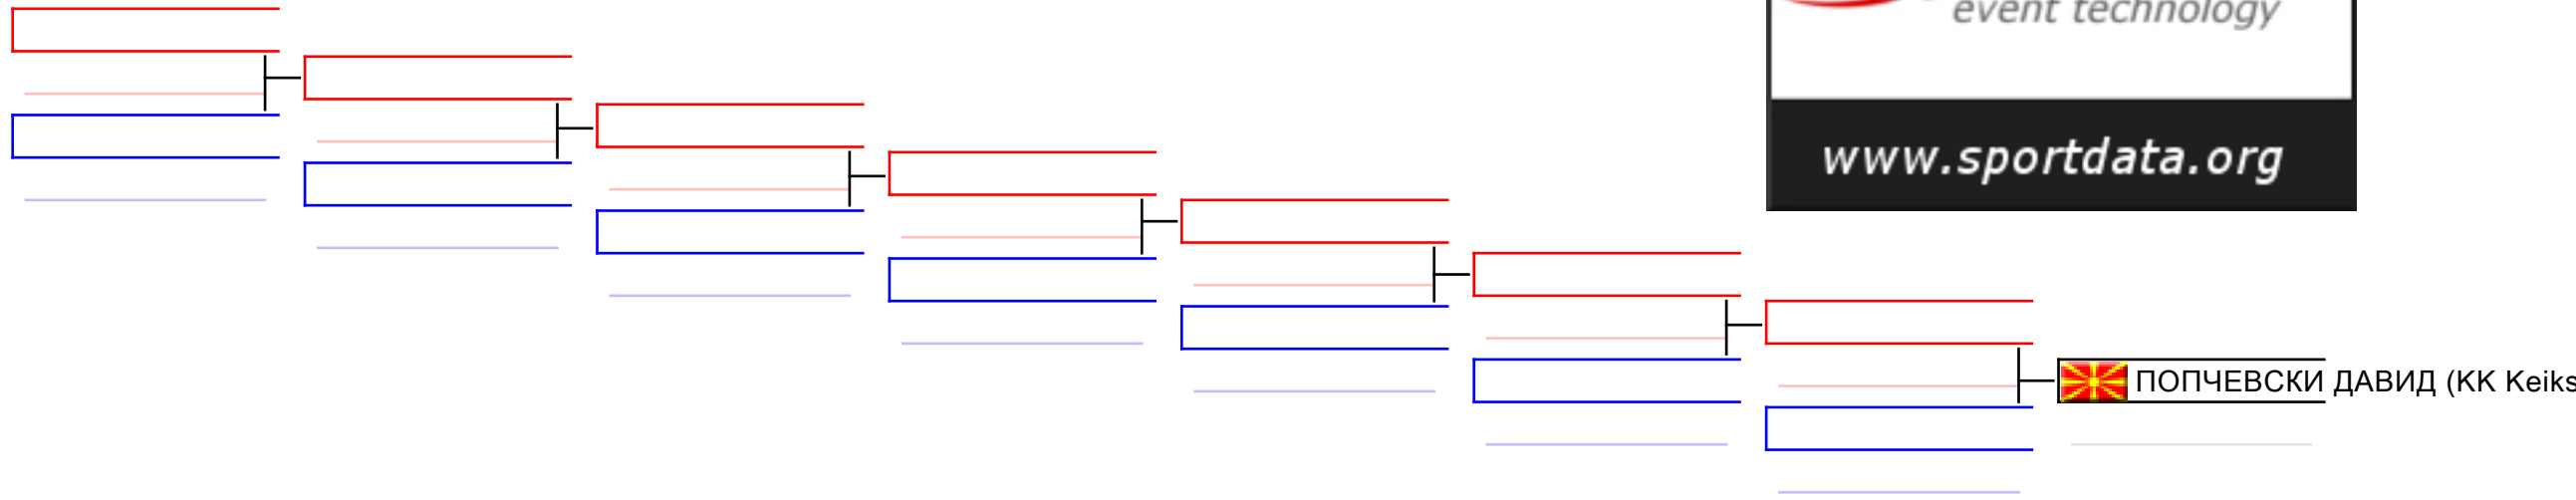 event technology
www.sportdata.org
ПОПЧЕВСКИ ДАВИД (KK Keiks